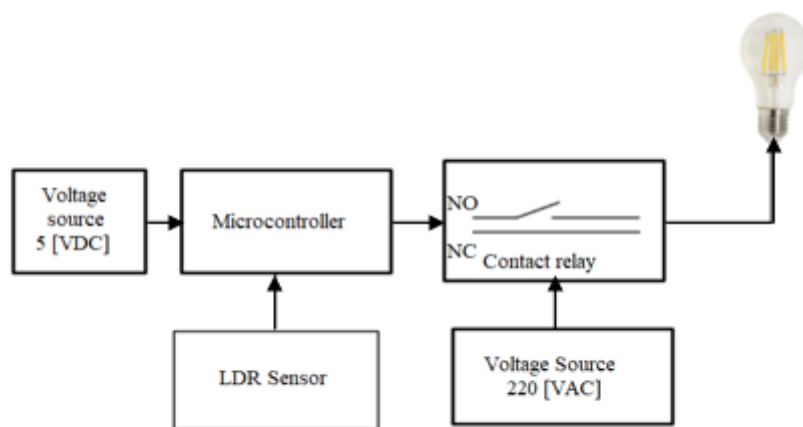 Voltage
source
5 [VDC]
Microcontroller
NO
NC
Contact relay
LDR Sensor
Voltage Source
220 [VAC]